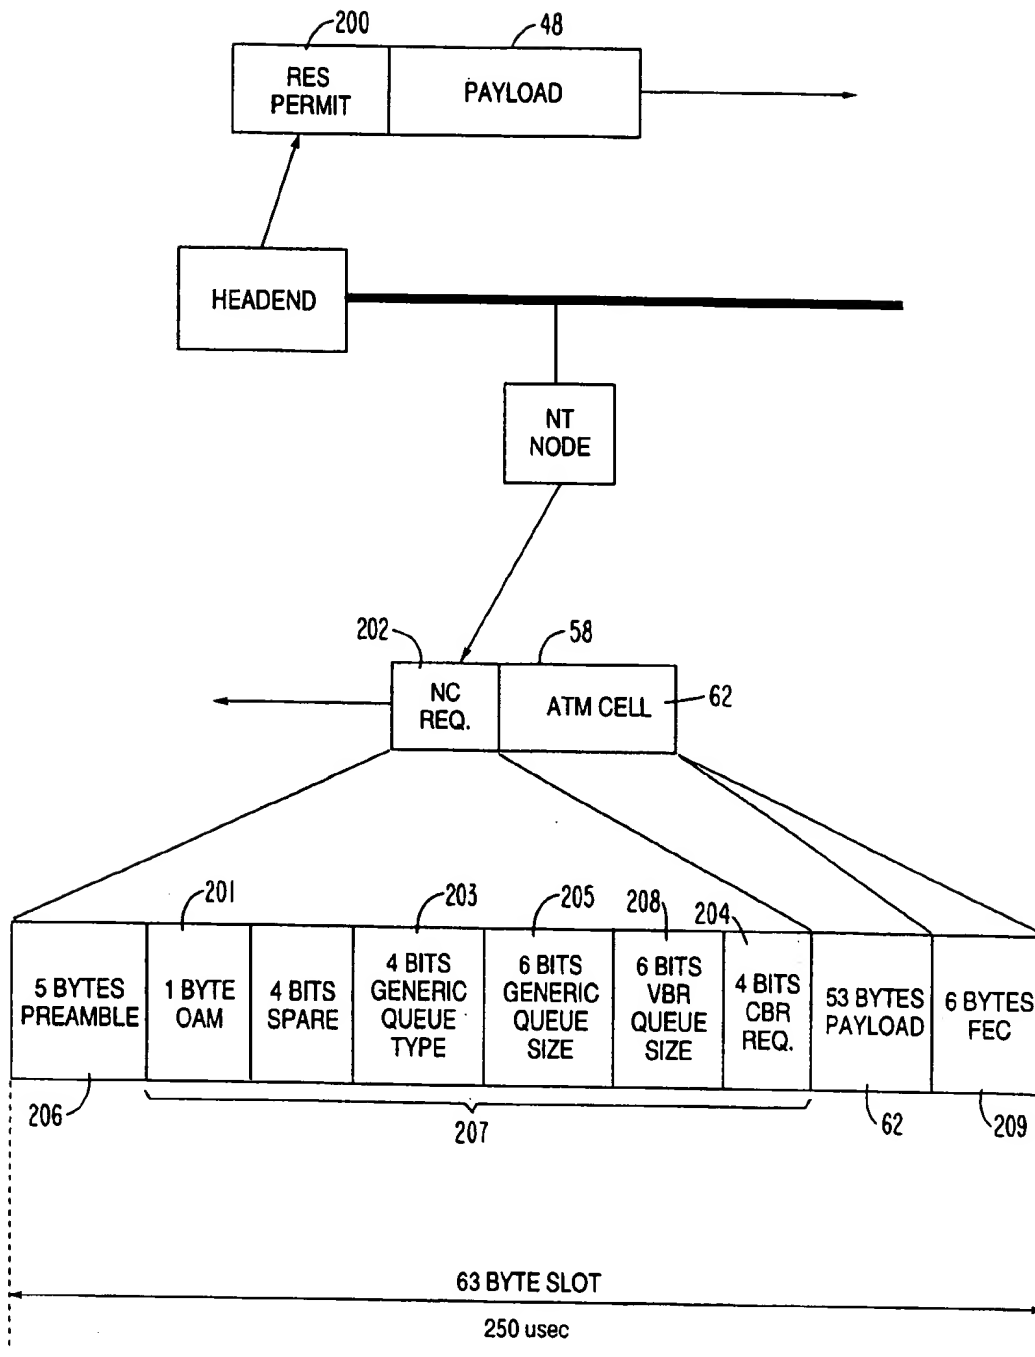 200
48
RES
PERMIT
PAYLOAD
HEADEND
NT
NODE
202
58
NC
REQ.
ATM CELL
62
201
203
205
208
204
5 BYTES
PREAMBLE
1 BYTE
OAM
4 BITS
SPARE
4 BITS
GENERIC
QUEUE
TYPE
6 BITS
GENERIC
QUEUE
SIZE
6 BITS
VBR
QUEUE
SIZE
4 BITS
CBR
REQ.
53 BYTES
PAYLOAD
6 BYTES
FEC
206
207
62
209
63 BYTE SLOT
250 usec